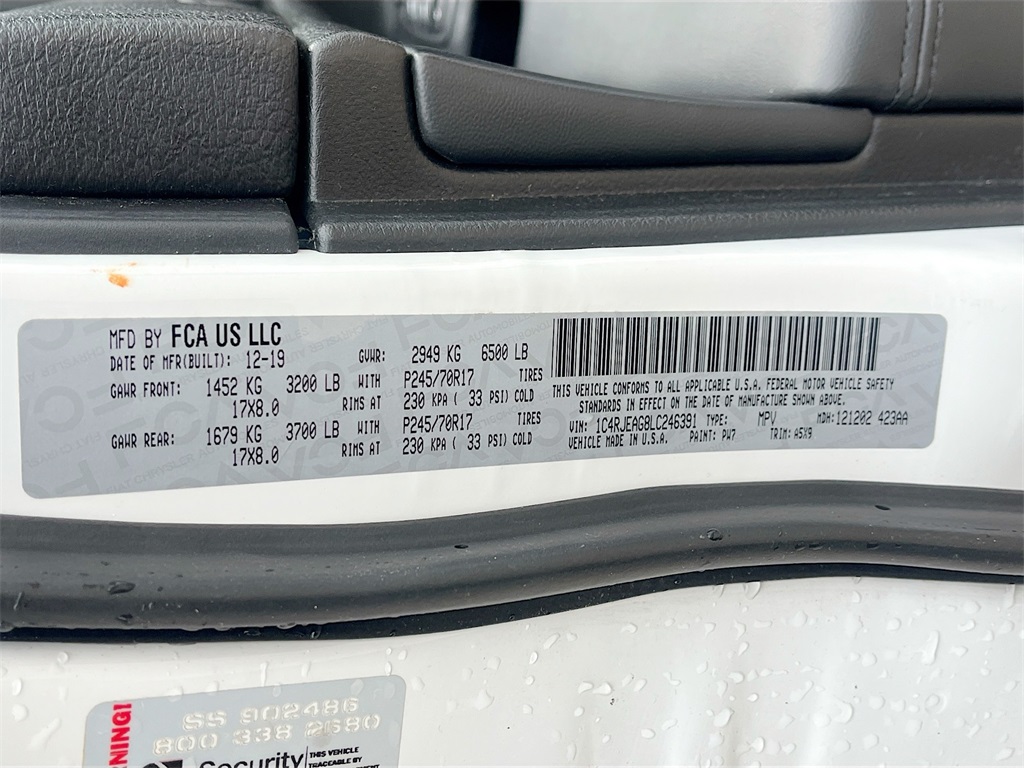 MFD BY FCA US LLC
DATE OF MFR(BUILT): 12-19 GVWR: 2949 KG 6500 LB
GAWR FRONT: 1452 KG 3200 LB WITH P245/70R17 TIRES
17X8.0 RIMS AT 230 KPA ( 33 PSI) COLD
GAWR REAR: 1679 KG 3700 LB WITH P245/70R17 TIRES
17X8.0 RIMS AT 230 KPA ( 33 PSI) COLD
THIS VEHICLE CONFORMS TO ALL APPLICABLE U.S.A. FEDERAL MOTOR VEHICLE SAFETY
STANDARDS IN EFFECT ON THE DATE OF MANUFACTURE SHOWN ABOVE.
VIN: 1C4RJEAG8LC246391 TYPE: MPV MDH: 121202 423AA
VEHICLE MADE IN U.S.A. PAINT: PW7 TRIM: A5X9
SS 902486
800 338 2680
Security
THIS VEHICLE
TRACEABLE BY